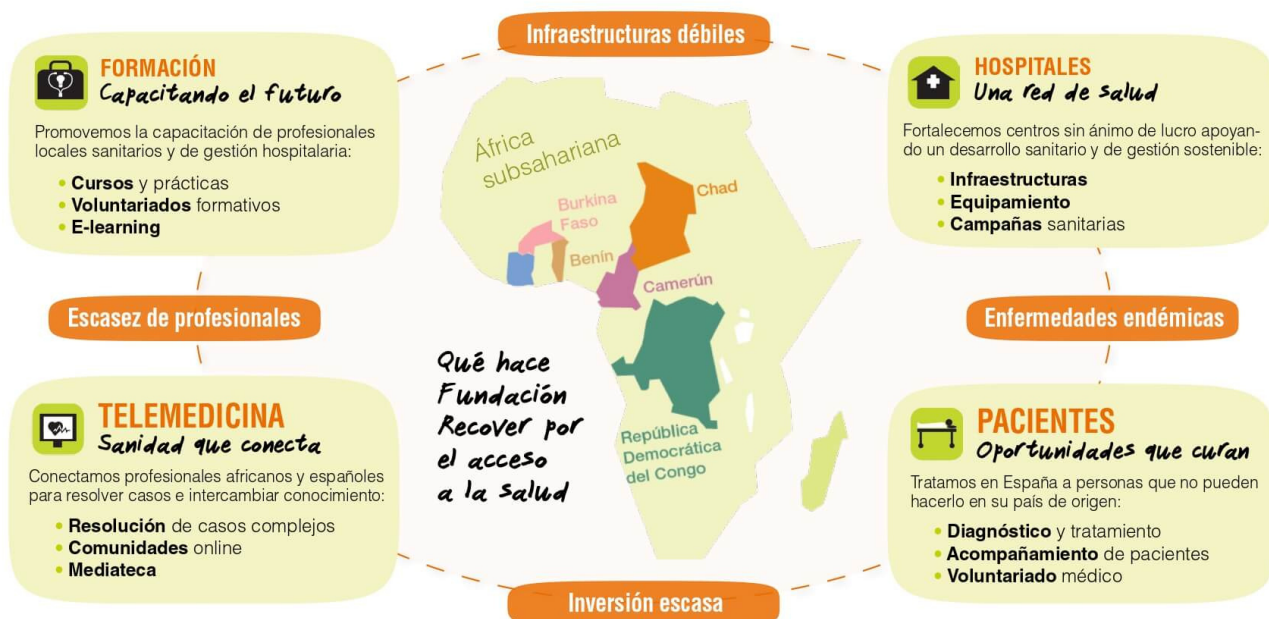 Infraestructuras débiles
FORMACIÓN
Capacitando el futuro
Promovemos la capacitación de profesionales
locales sanitarios y de gestión hospitalaria:
• Cursos y prácticas
• Voluntariados formativos
• E-learning
HOSPITALES
Una red de salud
Fortalecemos centros sin ánimo de lucro apoyan-
do un desarrollo sanitario y de gestión sostenible:
• Infraestructuras
• Equipamiento
• Campañas sanitarias
África
subsahariana
Burkina
Faso
Benín
Chad
Camerún
República
Democrática
del Congo
Escasez de profesionales
Enfermedades endémicas
Qué hace
Fundación
Recover por
el acceso
a la salud
TELEMEDICINA
Sanidad que conecta
Conectamos profesionales africanos y españoles
para resolver casos e intercambiar conocimiento:
• Resolución de casos complejos
• Comunidades online
• Mediateca
PACIENTES
Oportunidades que curan
Tratamos en España a personas que no pueden
hacerlo en su país de origen:
• Diagnóstico y tratamiento
• Acompañamiento de pacientes
• Voluntariado médico
Inversión escasa